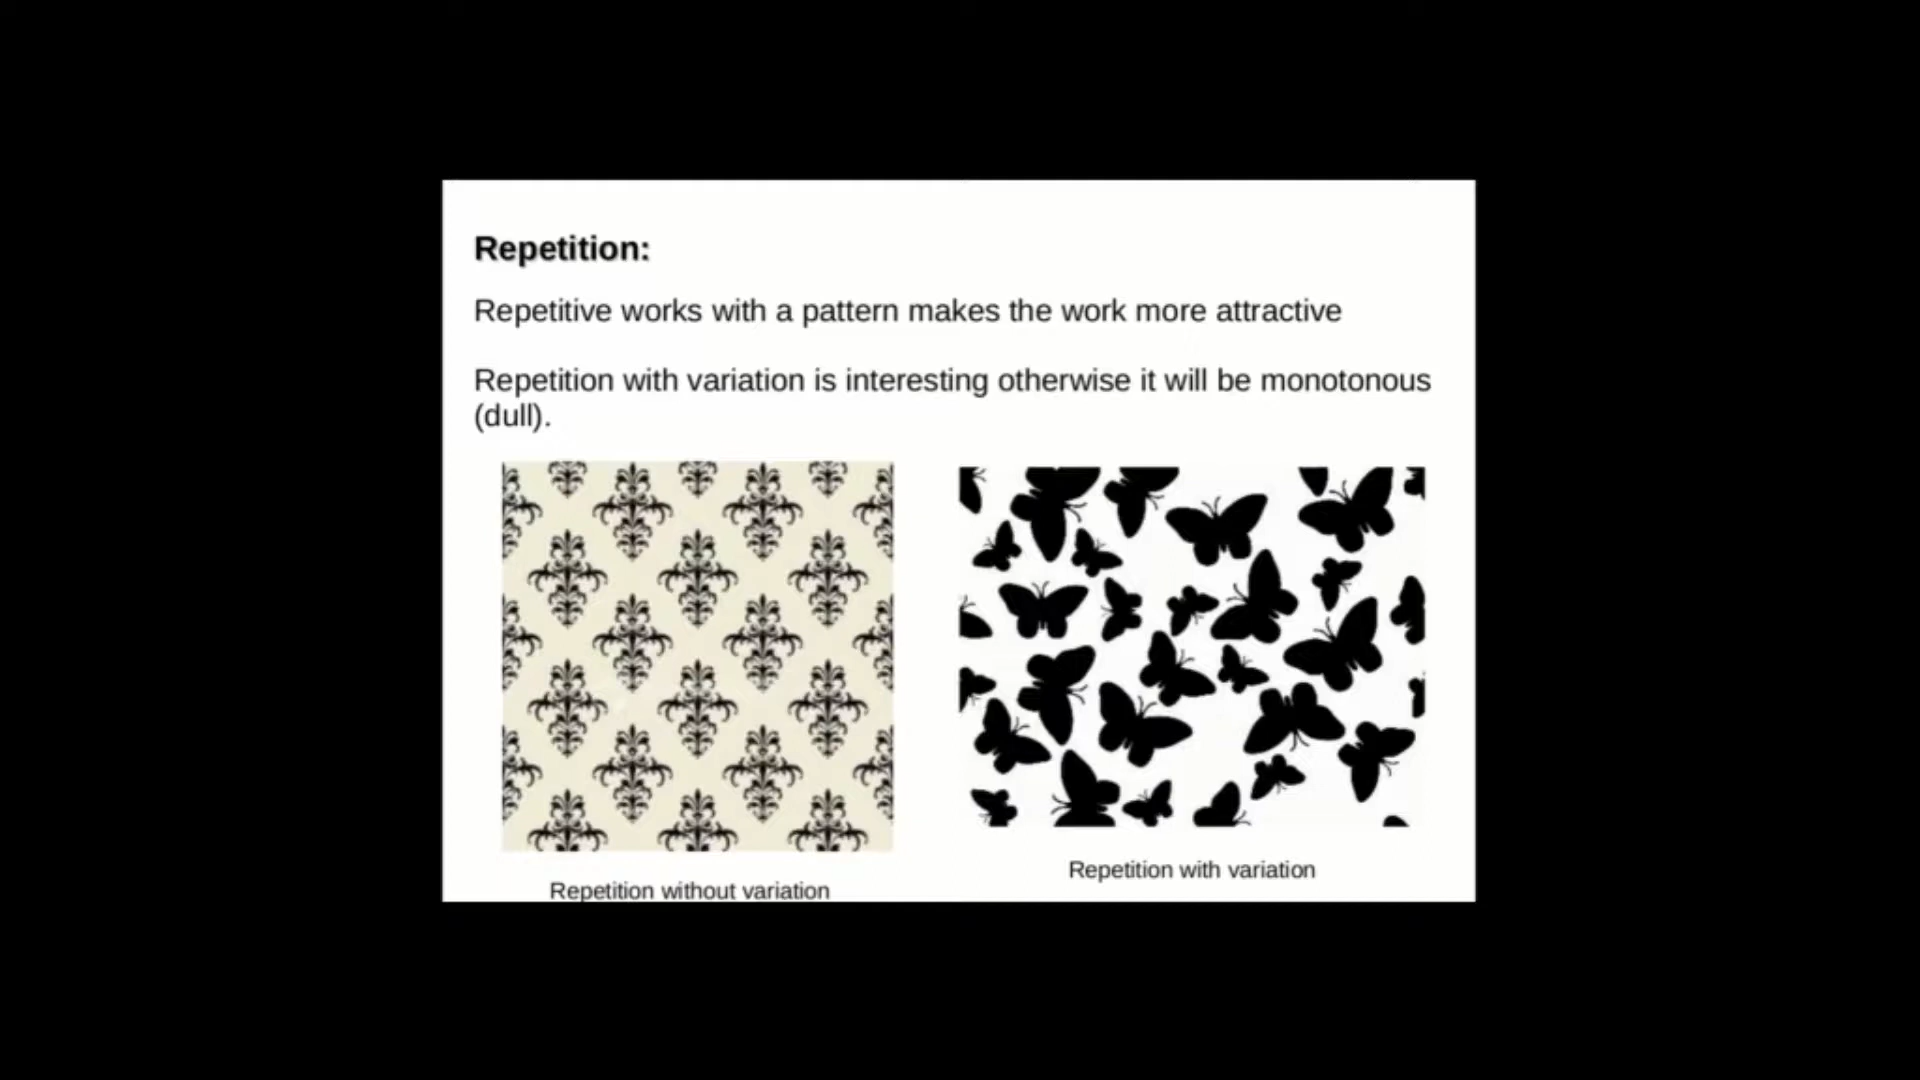 Repetition:
Repetitive works with a pattern makes the work more attractive
Repetition with variation is interesting otherwise it will be monotonous
(dull).
Repetition with variation
Repetition without variation